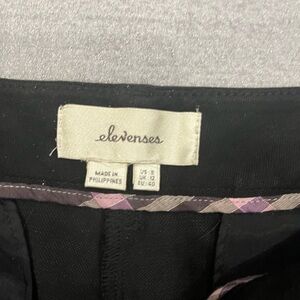 elevenses
MADE IN
PHILIPPINES
US: 8
UK: 12
EU: 40